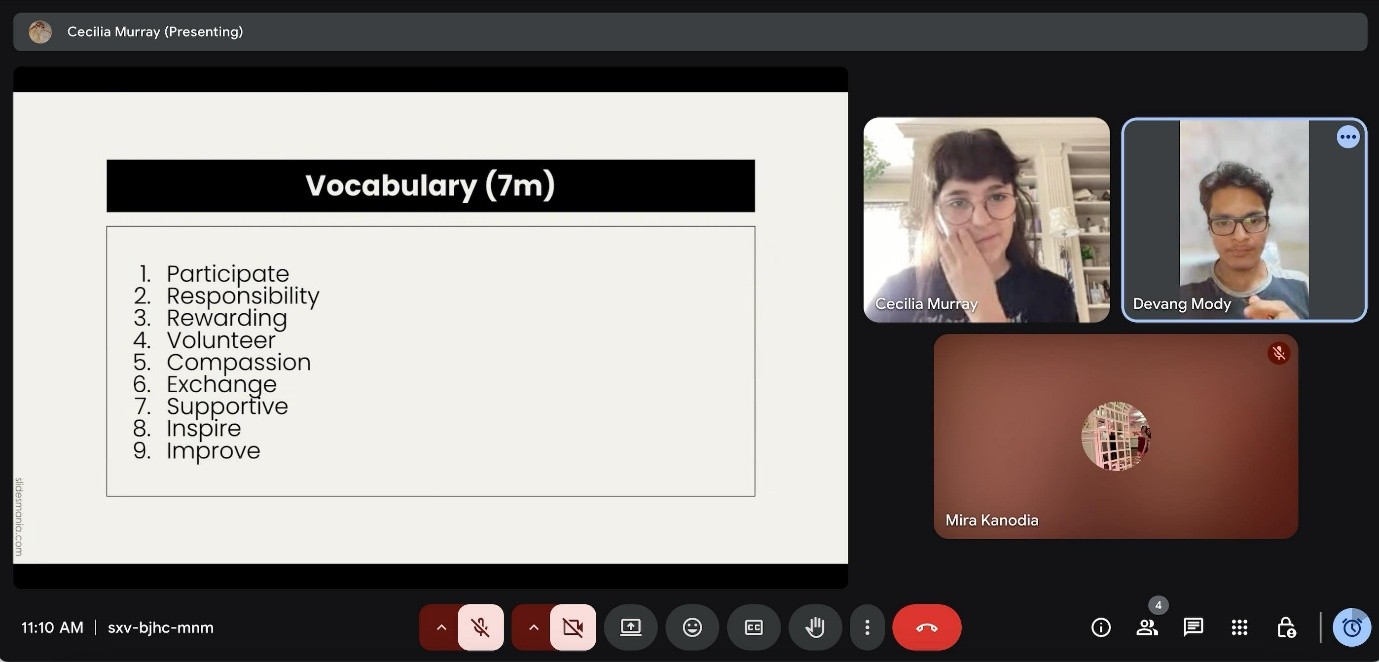 Cecilia Murray (Presenting)
Vocabulary (7m)
1. Participate
2. Responsibility
3. Rewarding
4. Volunteer
5. Compassion
6. Exchange
7. Supportive
8. Inspire
9. Improve
slidesmania.com
Cecilia Murray
Devang Mody
Mira Kanodia
11:10 AM | sxv-bjhc-mnm
CC
4